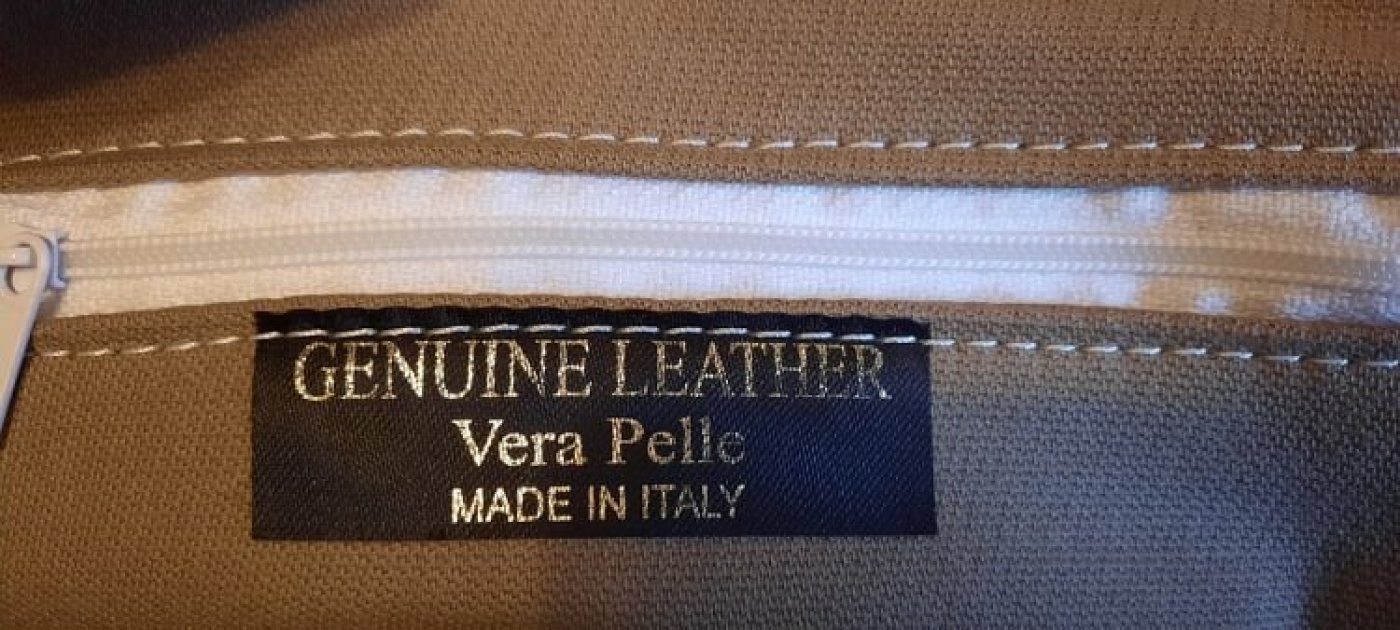 GENUINE LEATHER
Vera Pelle
MADE IN ITALY